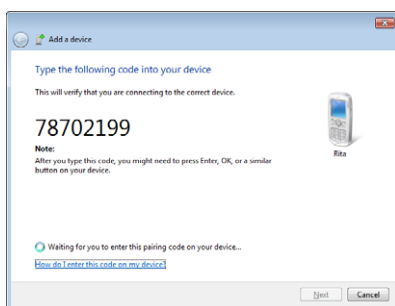 Add a device
Type the following code into your device
This will verify that you are connecting to the correct device.
78702199
Note:
After you type this code, you might need to press Enter, OK, or a similar
button on your device.
Rita
Waiting for you to enter this pairing code on your device...
How do I enter this code on my device?
Next Cancel